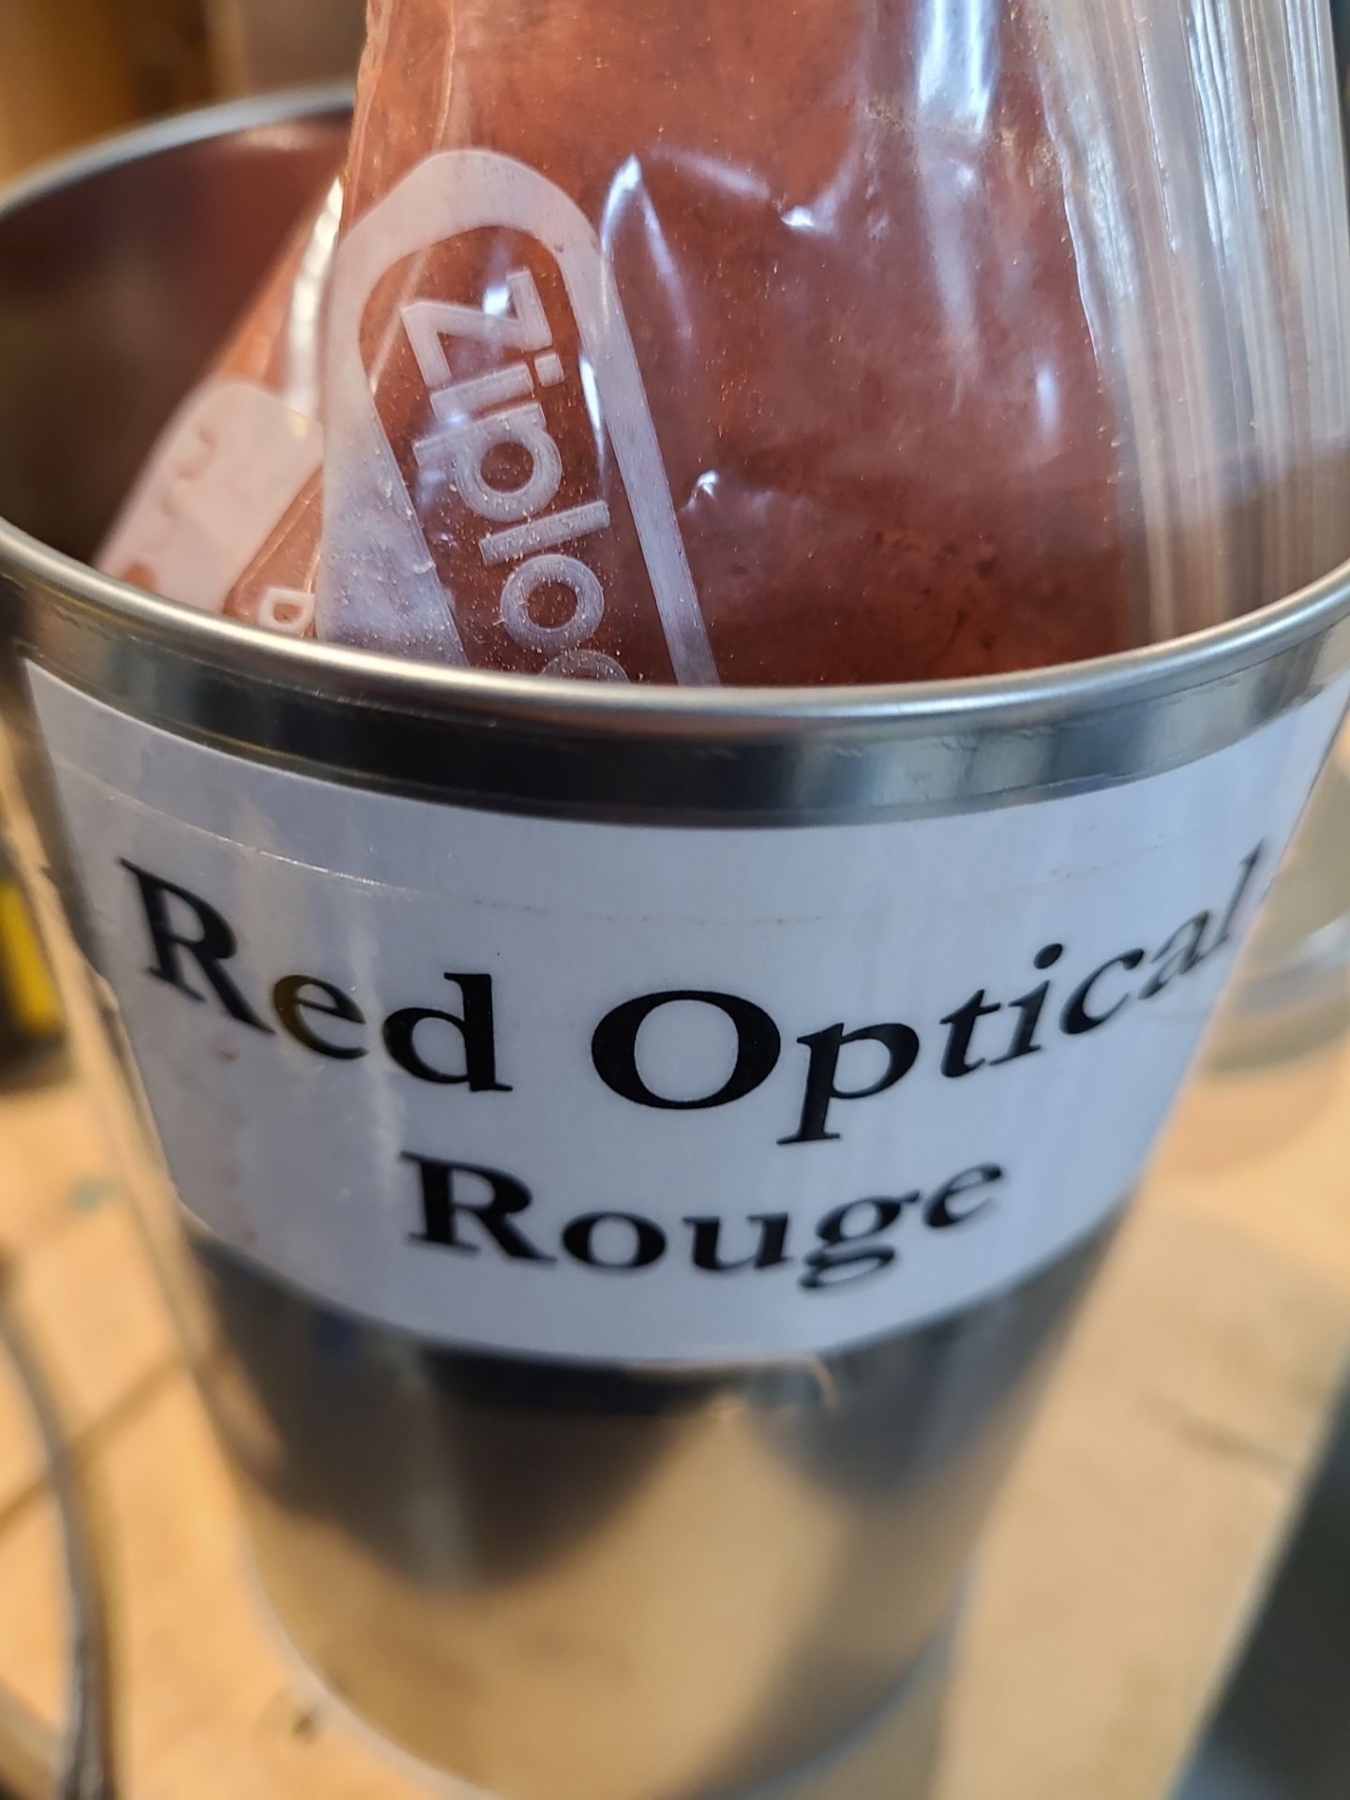 Ziploc
Red Optical
Rouge